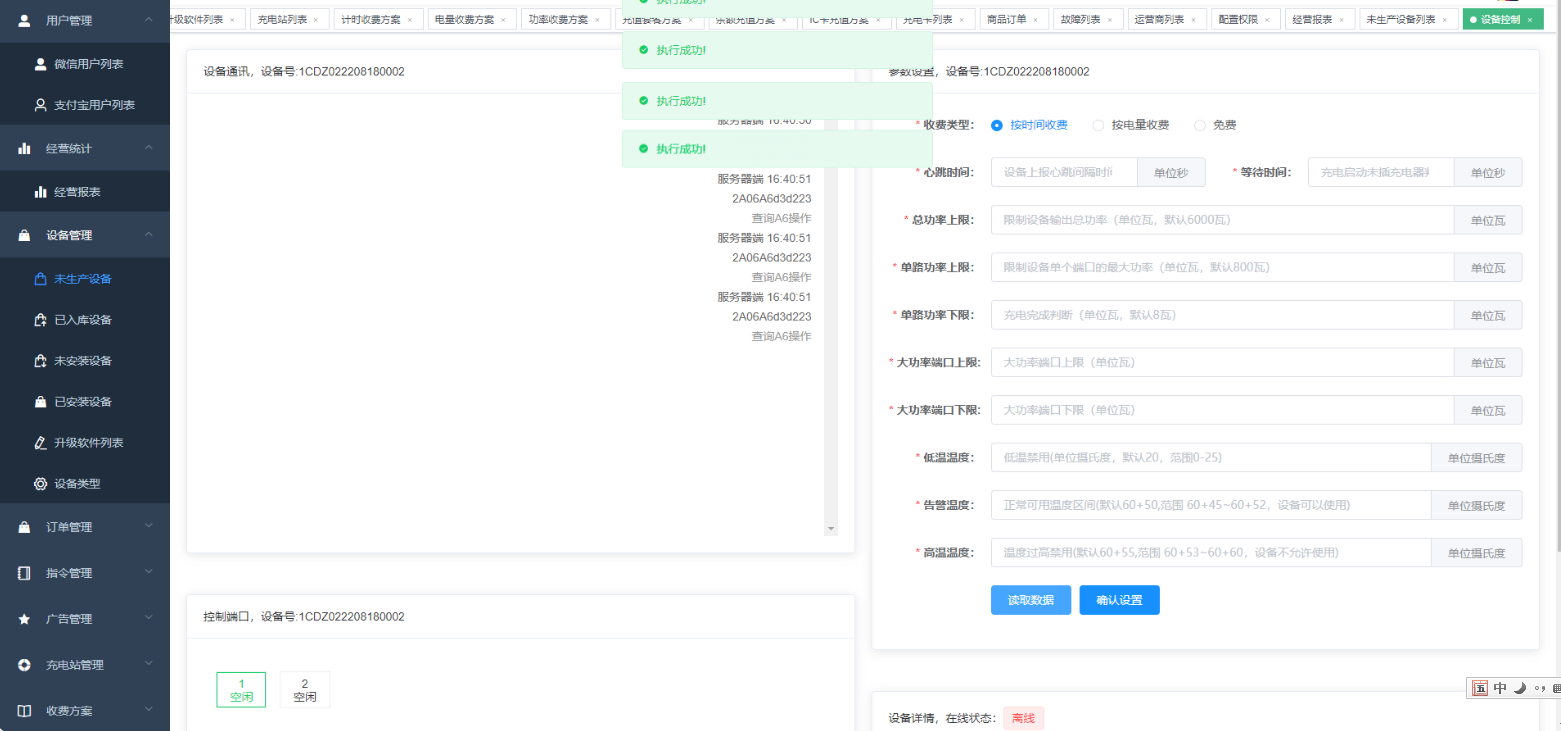 用户管理
微信用户列表
支付宝用户列表
经营统计
经营报表
设备管理
未生产设备
已入库设备
未安装设备
已安装设备
升级软件列表
设备类型
订单管理
指令管理
广告管理
充电站管理
收费方案
级软件列表 ×
充电站列表 ×
计时收费方案 ×
电量收费方案 ×
功率收费方案 ×
充值套餐方案 ×
余额充值方案 ×
IC卡充值方案 ×
充电卡列表 ×
商品订单 ×
故障列表 ×
运营商列表 ×
配置权限 ×
经营报表 ×
未生产设备列表 ×
设备控制 ×
执行成功!
执行成功!
执行成功!
执行成功!
设备通讯，设备号:1CDZ022208180002
服务器端 16:40:50
服务器端 16:40:51
2A06A6d3d223
查询A6操作
服务器端 16:40:51
2A06A6d3d223
查询A6操作
服务器端 16:40:51
2A06A6d3d223
查询A6操作
控制端口，设备号:1CDZ022208180002
1
空闲
2
空闲
参数设置，设备号:1CDZ022208180002
* 收费类型: 按时间收费 按电量收费 免费
* 心跳时间: 设备上报心跳间隔时间 单位秒 * 等待时间: 充电启动未插充电器 单位秒
* 总功率上限: 限制设备输出总功率（单位瓦，默认6000瓦） 单位瓦
* 单路功率上限: 限制设备单个端口的最大功率（单位瓦，默认800瓦） 单位瓦
* 单路功率下限: 充电完成判断（单位瓦，默认8瓦） 单位瓦
* 大功率端口上限: 大功率端口上限（单位瓦） 单位瓦
* 大功率端口下限: 大功率端口下限（单位瓦） 单位瓦
* 低温温度: 低温禁用(单位摄氏度，默认20，范围0-25) 单位摄氏度
* 告警温度: 正常可用温度区间(默认60+50,范围 60+45~60+52，设备可以使用) 单位摄氏度
* 高温温度: 温度过高禁用(默认60+55,范围 60+53~60+60，设备不允许使用) 单位摄氏度
读取数据 确认设置
设备详情，在线状态: 离线
五 中